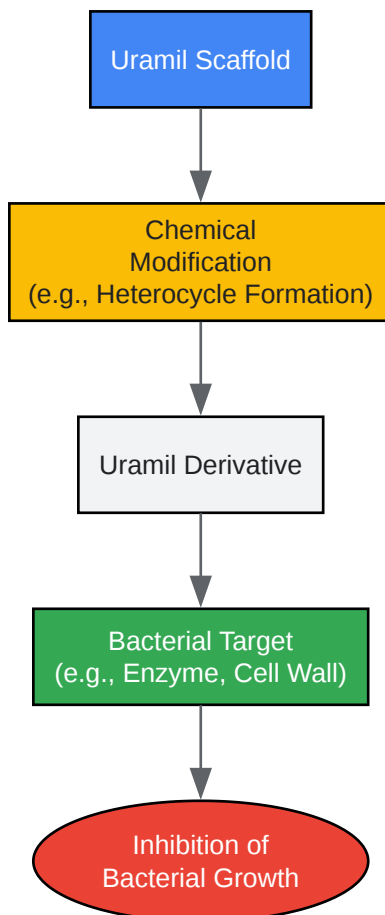 Uramil Scaffold
Chemical
Modification
(e.g., Heterocycle Formation)
Uramil Derivative
Bacterial Target
(e.g., Enzyme, Cell Wall)
Inhibition of
Bacterial Growth